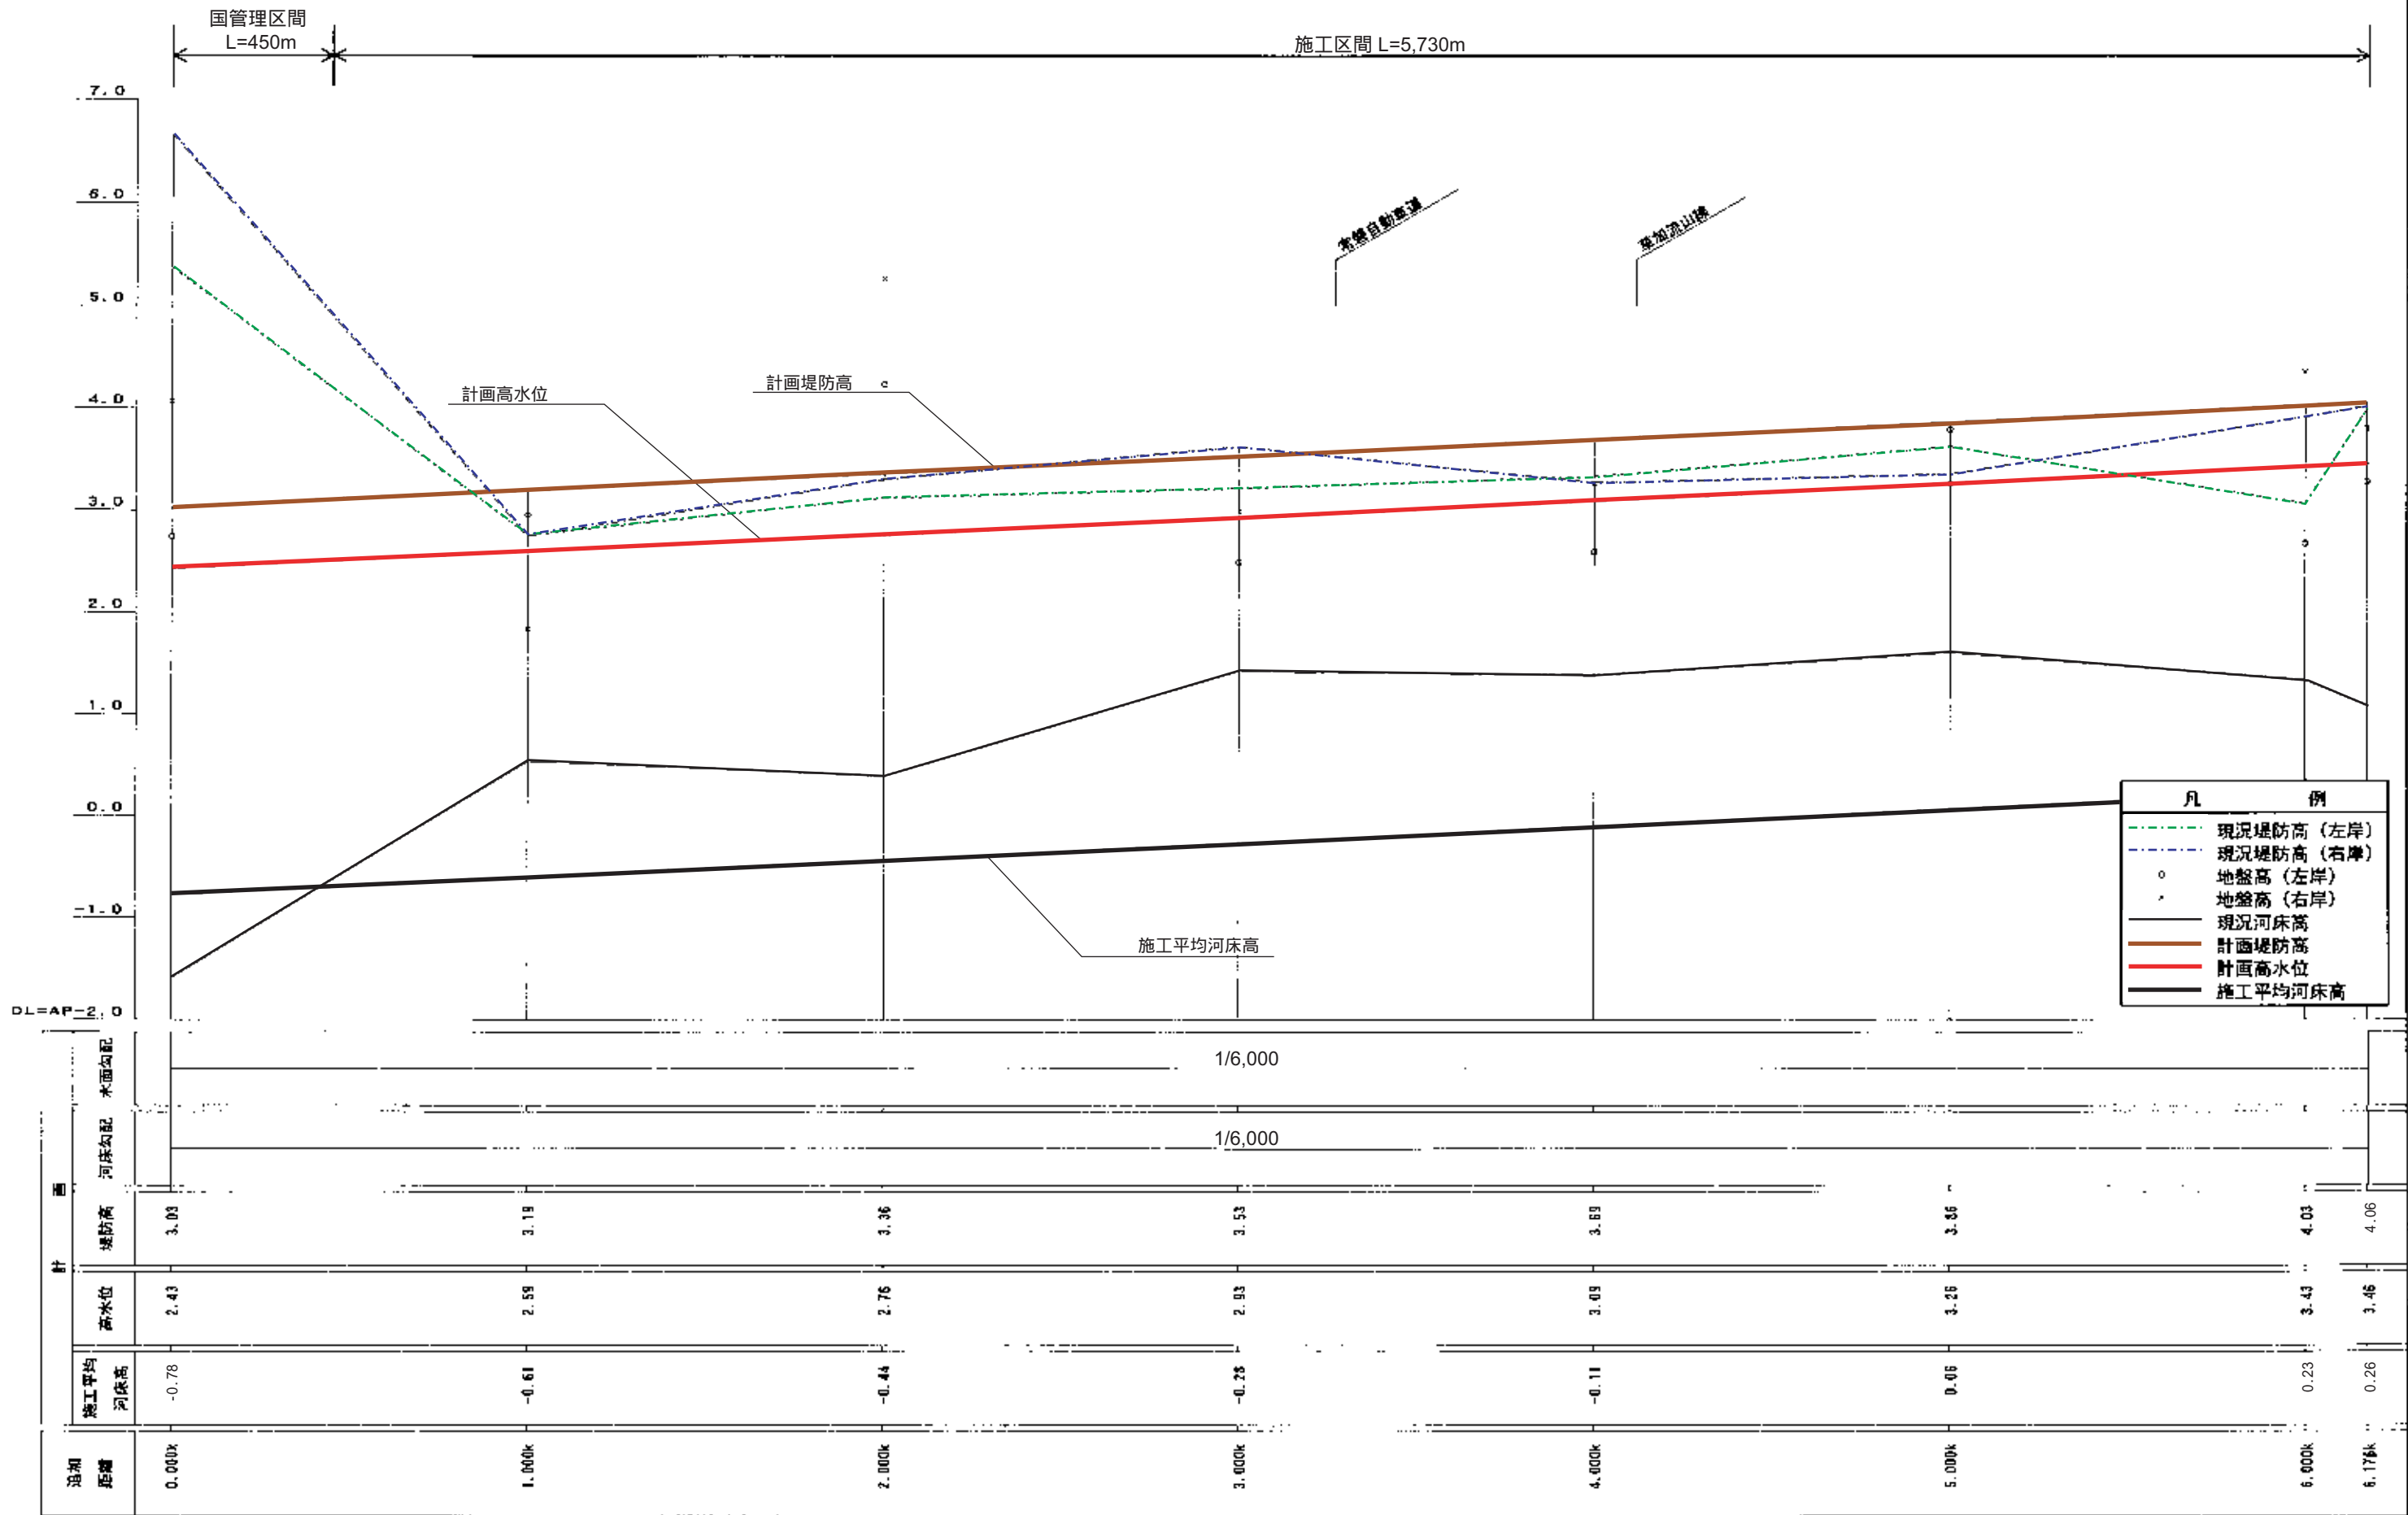 国管理区間
L=450m
施工区間 L=5,730m
7.0
6.0
5.0
4.0
3.0
2.0
1.0
0.0
-1.0
DL=AP-2.0
常磐自動車道
草加流山線
計画高水位
計画堤防高
施工平均河床高
凡 例
現況堤防高（左岸）
現況堤防高（右岸）
地盤高（左岸）
地盤高（右岸）
現況河床高
計画堤防高
計画高水位
施工平均河床高
計画
水面勾配
1/6,000
河床勾配
1/6,000
堤防高
3.03 3.19 3.36 3.53 3.69 3.86 4.03 4.06
高水位
2.43 2.59 2.76 2.93 3.09 3.26 3.43 3.46
施工平均
河床高
-0.78 -0.61 -0.44 -0.28 -0.11 0.06 0.23 0.26
追加
距離
0.000k 1.000k 2.000k 3.000k 4.000k 5.000k 6.000k 6.176k